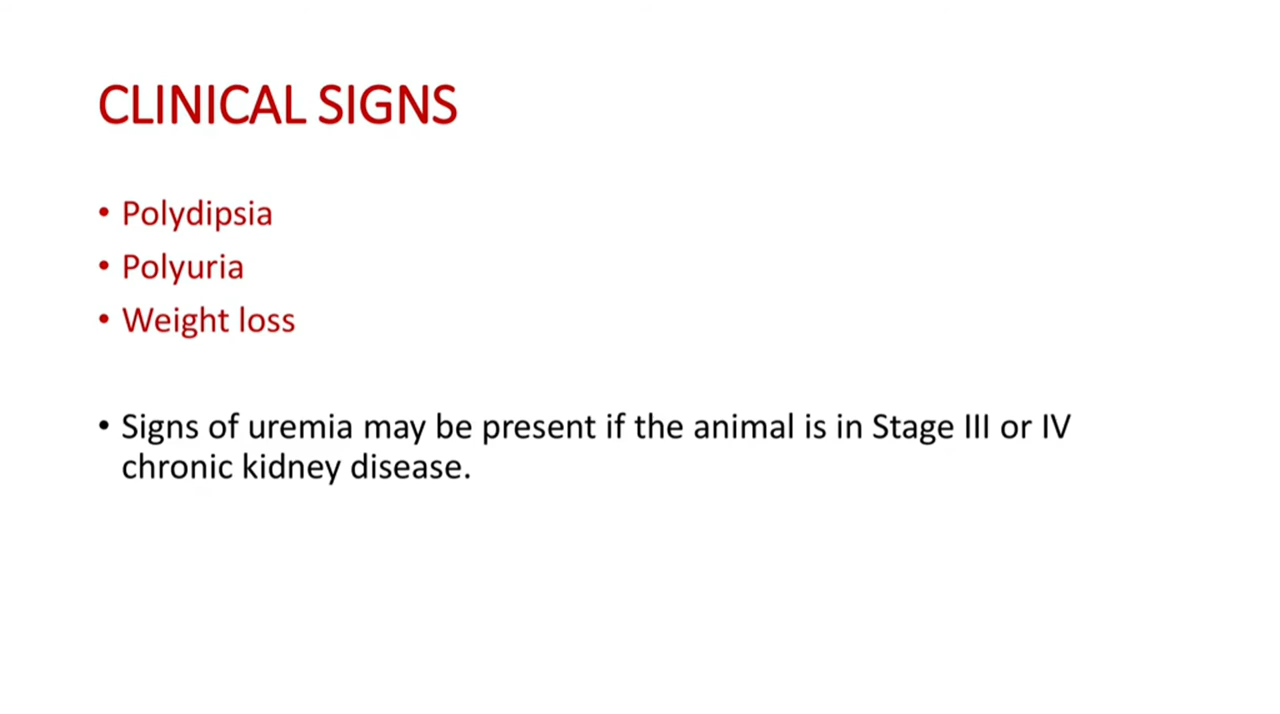 CLINICAL SIGNS
• Polydipsia
• Polyuria
• Weight loss
• Signs of uremia may be present if the animal is in Stage III or IV
chronic kidney disease.